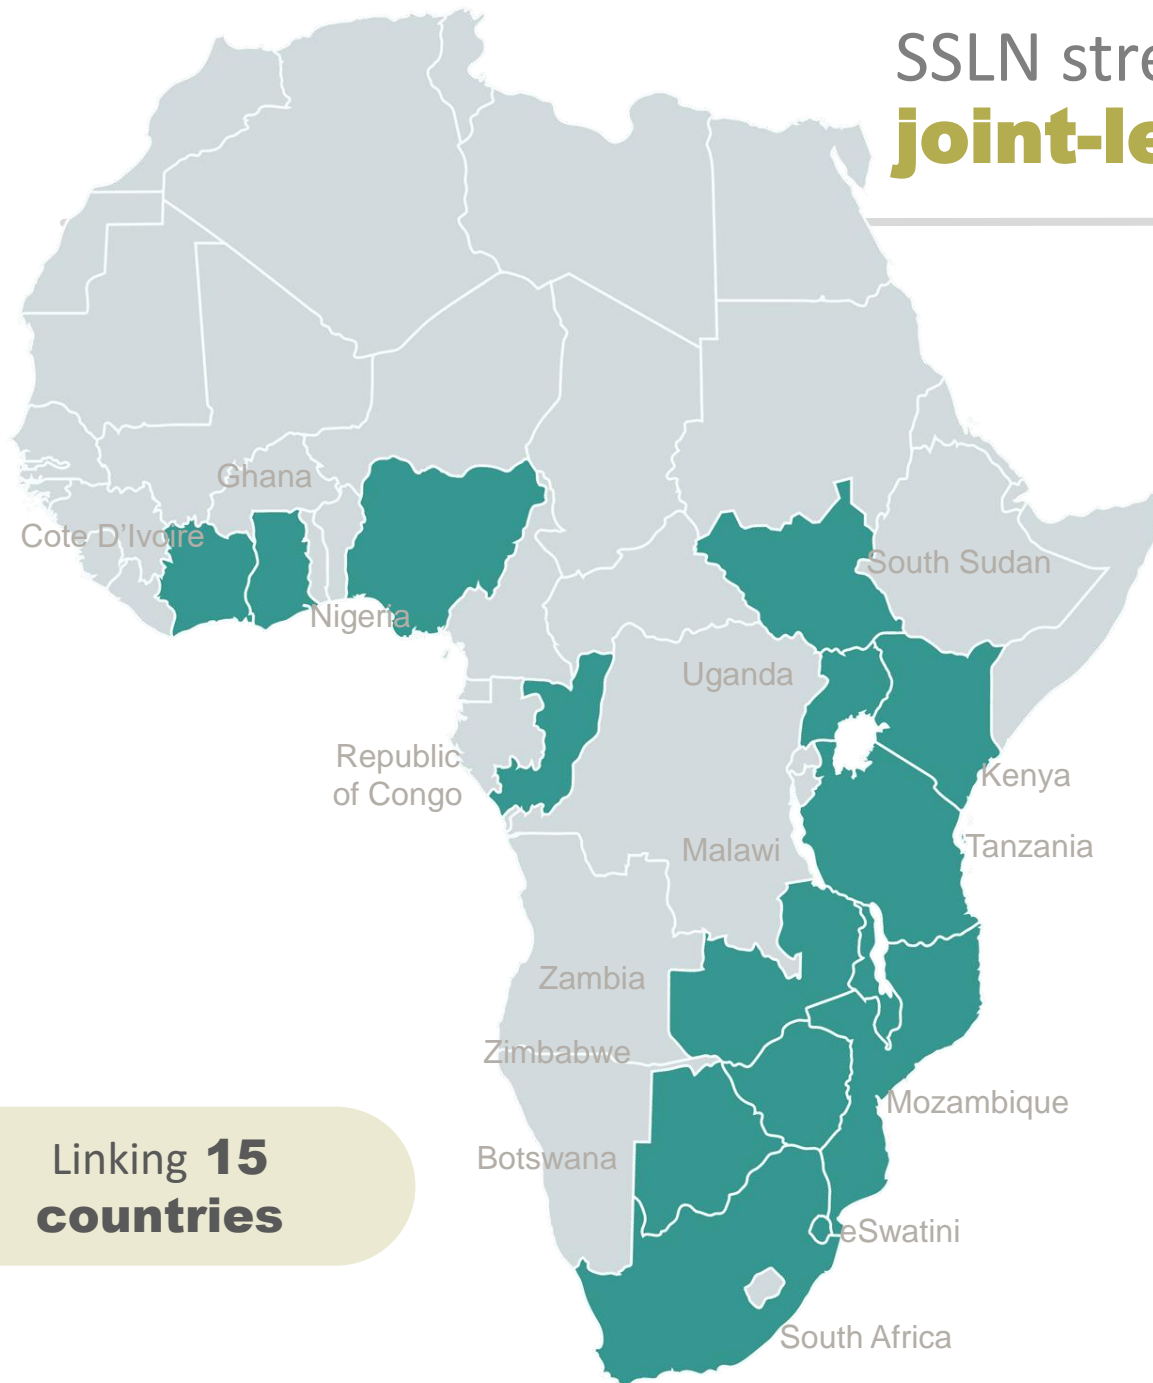 SSLN stre
joint-le
Ghana
Cote D'Ivoire
South Sudan
Nigeria
Uganda
Republic
of Congo
Kenya
Malawi
Tanzania
Zambia
Zimbabwe
Mozambique
Botswana
Linking 15
countries
eSwatini
South Africa